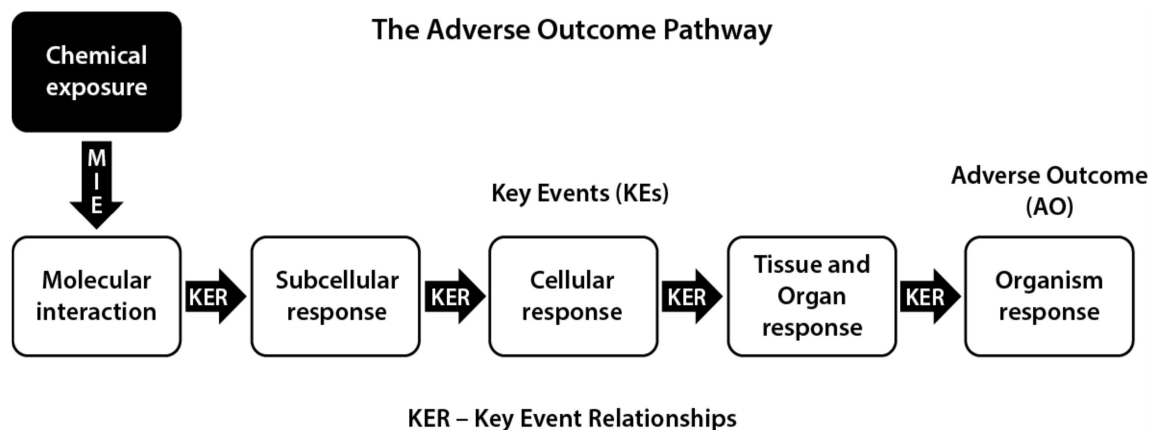 The Adverse Outcome Pathway
Chemical
exposure
M
I
E
Key Events (KEs)
Adverse Outcome
(AO)
Molecular
interaction
KER
Subcellular
response
KER
Cellular
response
KER
Tissue and
Organ
response
KER
Organism
response
KER – Key Event Relationships